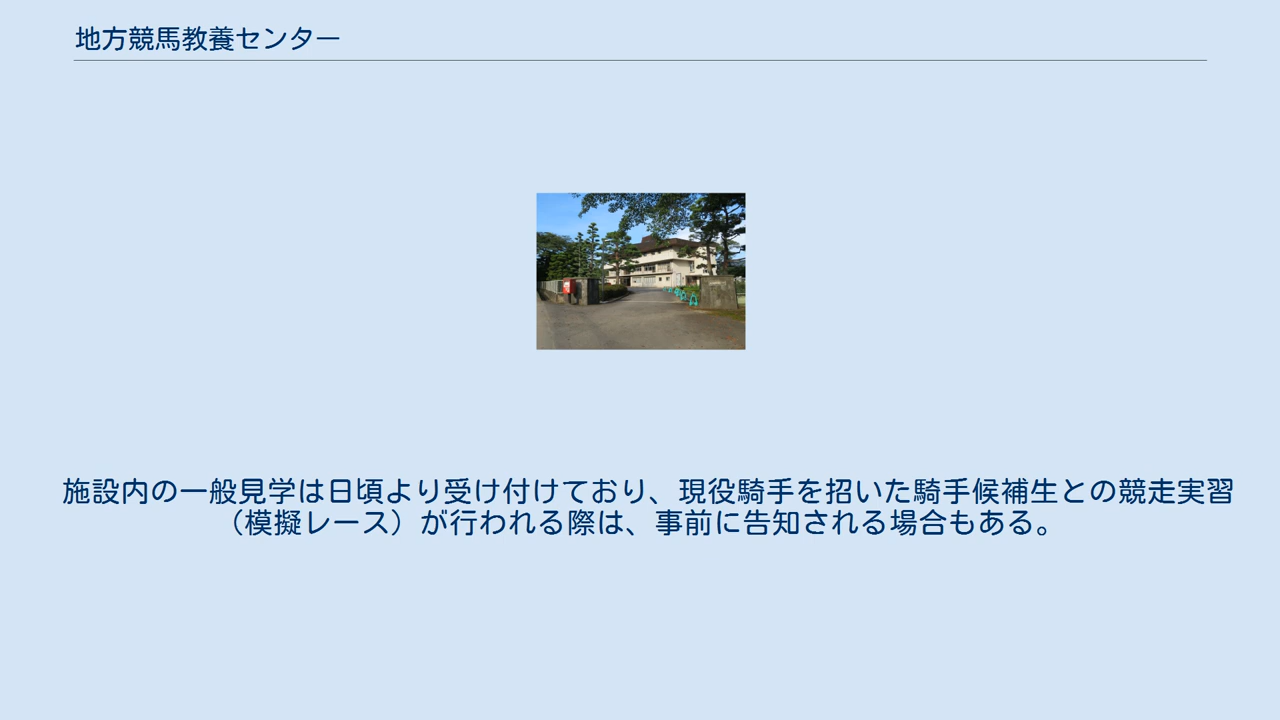 地方競馬教養センター
施設内の一般見学は日頃より受け付けており、現役騎手を招いた騎手候補生との競走実習
（模擬レース）が行われる際は、事前に告知される場合もある。